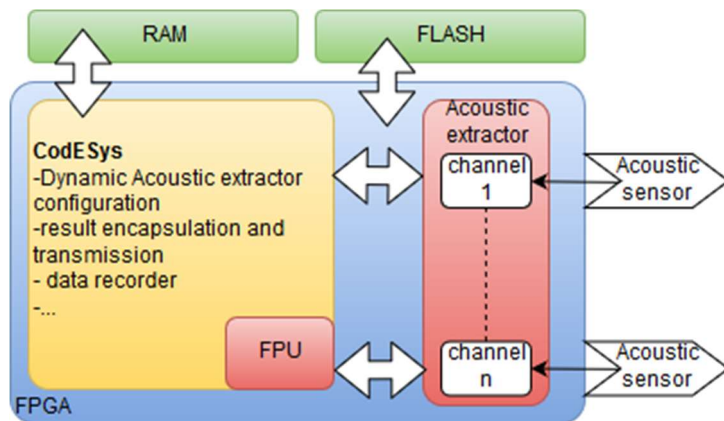 RAM
FLASH
CodESys
-Dynamic Acoustic extractor
configuration
-result encapsulation and
transmission
- data recorder
-...
FPU
Acoustic
extractor
channel
1
channel
n
Acoustic
sensor
Acoustic
sensor
FPGA